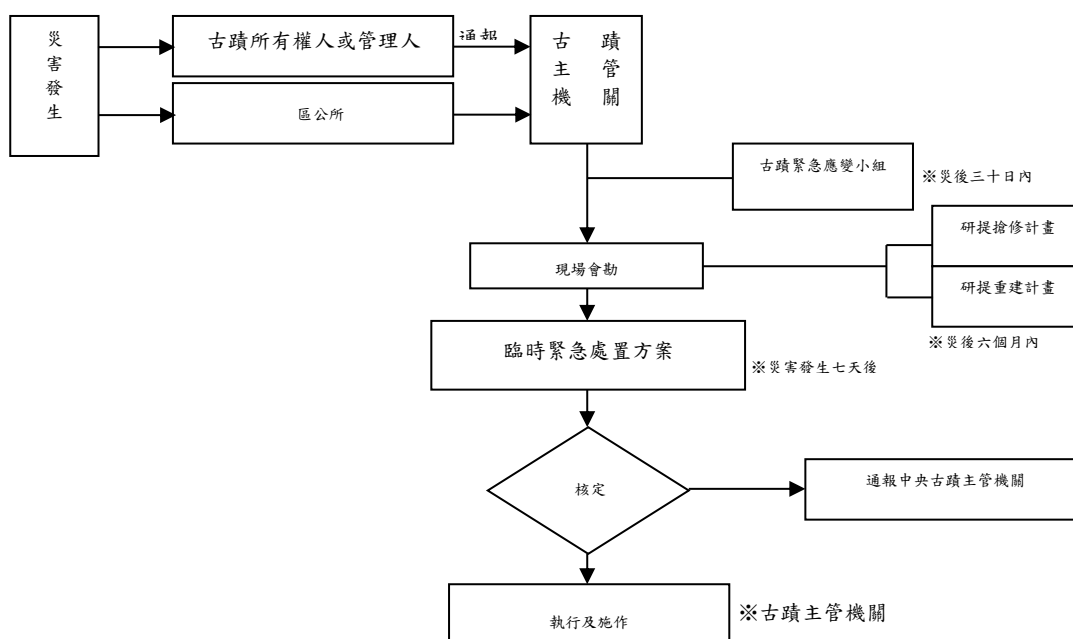 災
害
發
生
古蹟所有權人或管理人
通報
古 蹟
主 管
機 關
區公所
古蹟緊急應變小組
※災後三十日內
研提搶修計畫
現場會勘
研提重建計畫
※災後六個月內
臨時緊急處置方案
※災害發生七天後
核定
通報中央古蹟主管機關
執行及施作
※古蹟主管機關